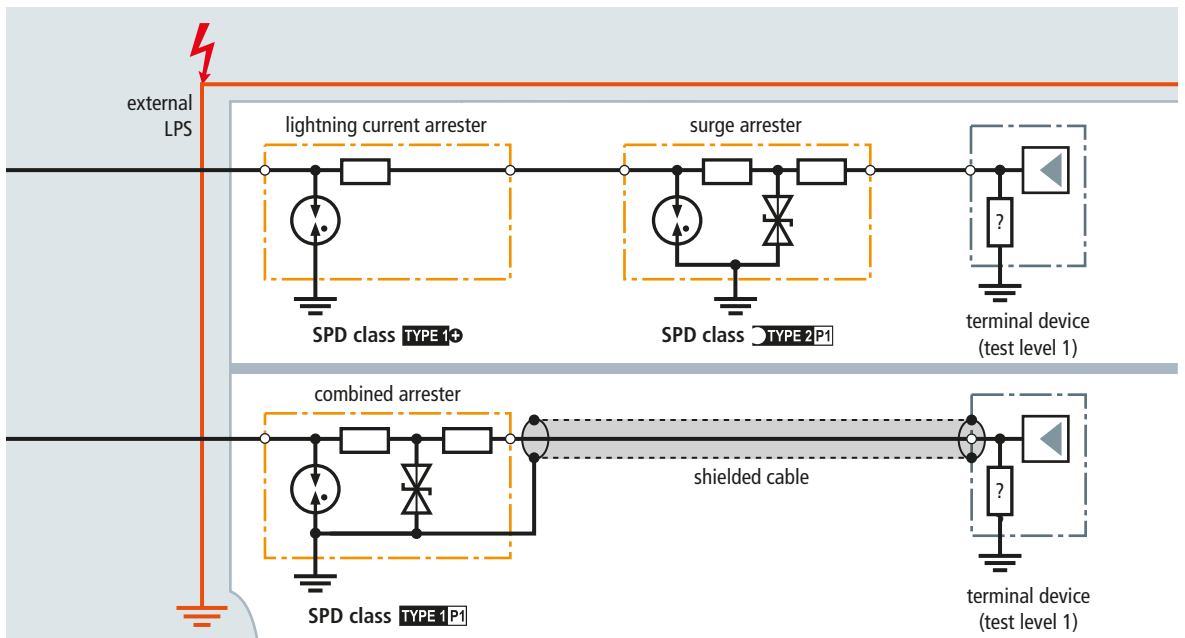 external
LPS
lightning current arrester
surge arrester
?
SPD class TYPE 1+
SPD class TYPE 2 P1
terminal device
(test level 1)
combined arrester
shielded cable
?
SPD class TYPE 1 P1
terminal device
(test level 1)